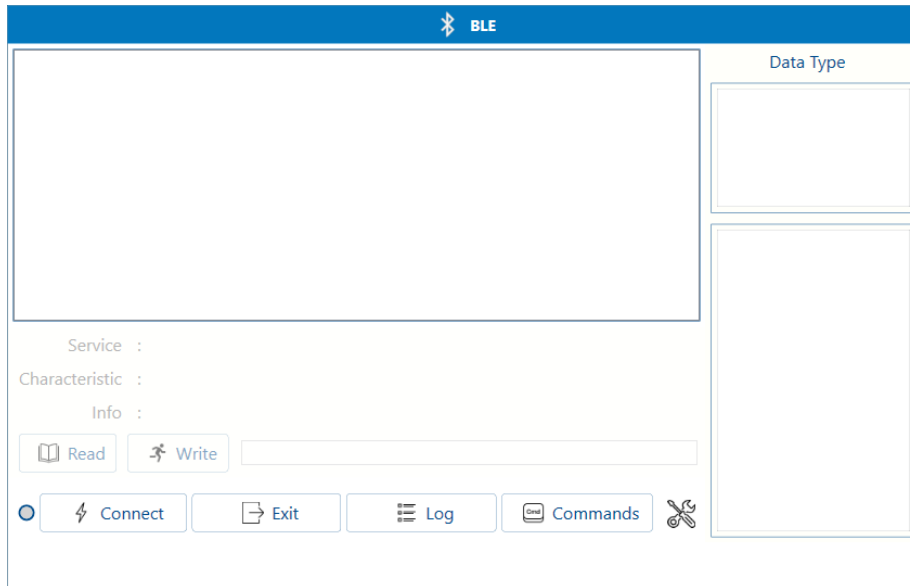 BLE
Data Type
Service :
Characteristic :
Info :
Read Write
Connect Exit Log Cmd Commands